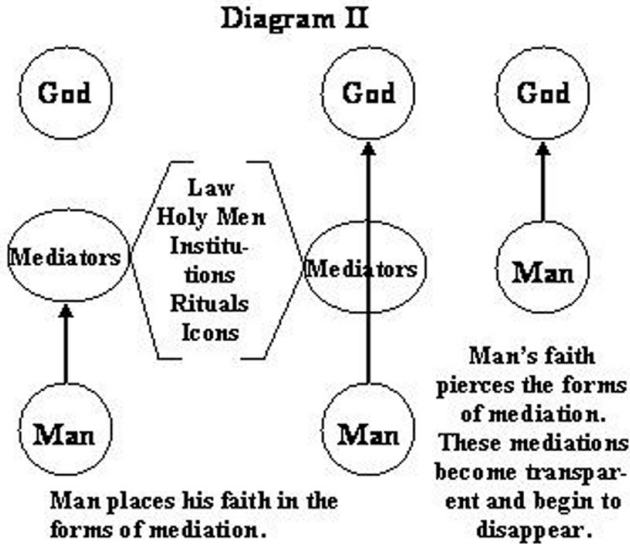 Diagram II
God
God
God
Law
Holy Men
Institu-
tions
Rituals
Icons
Mediators
Mediators
Man
Man
Man
Man places his faith in the
forms of mediation.
Man's faith
pierces the forms
of mediation.
These mediations
become transpar-
ent and begin to
disappear.